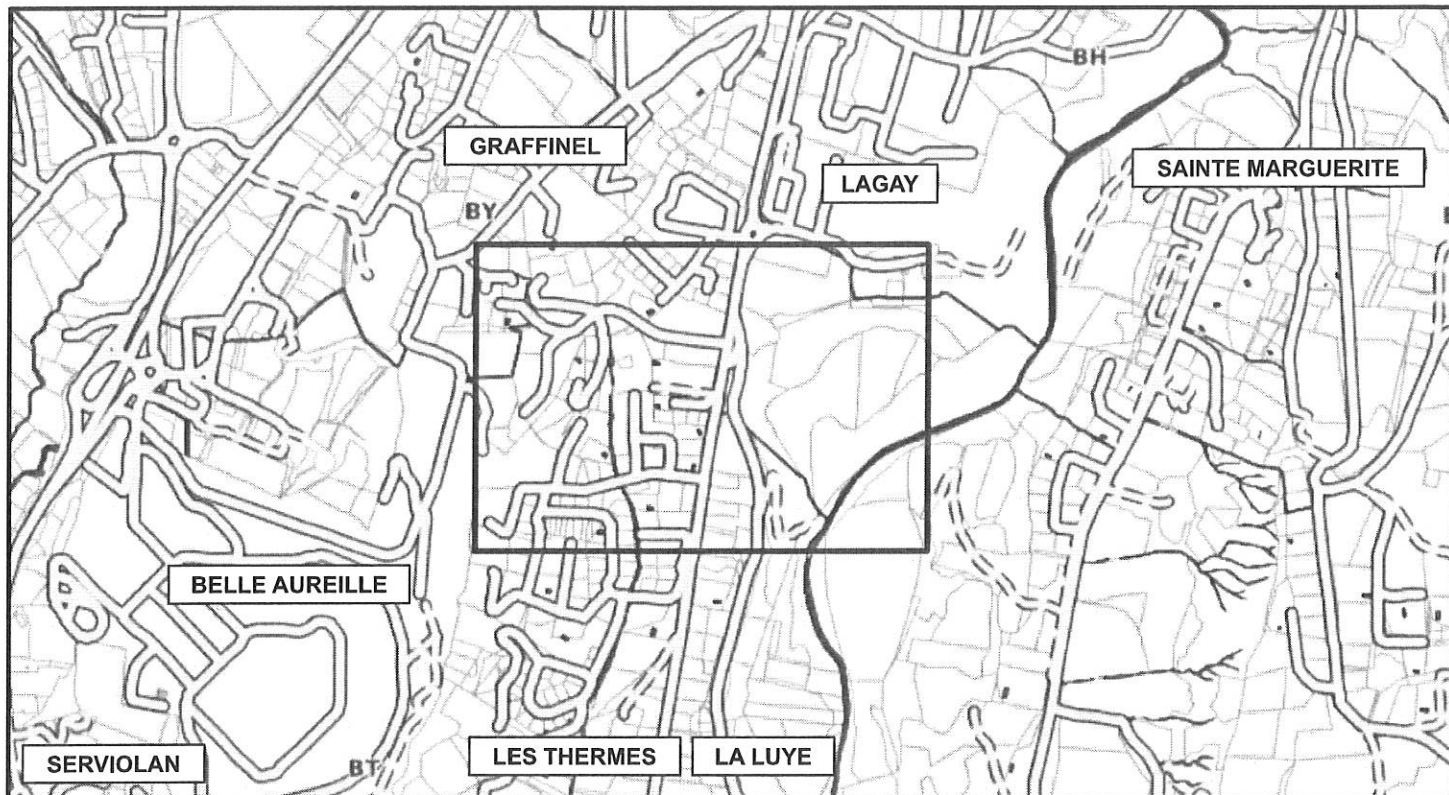 BH
GRAFFINEL
LAGAY
SAINTE MARGUERITE
BY
BELLE AUREILLE
SERVIOLAN
BT
LES THERMES
LA LUYE